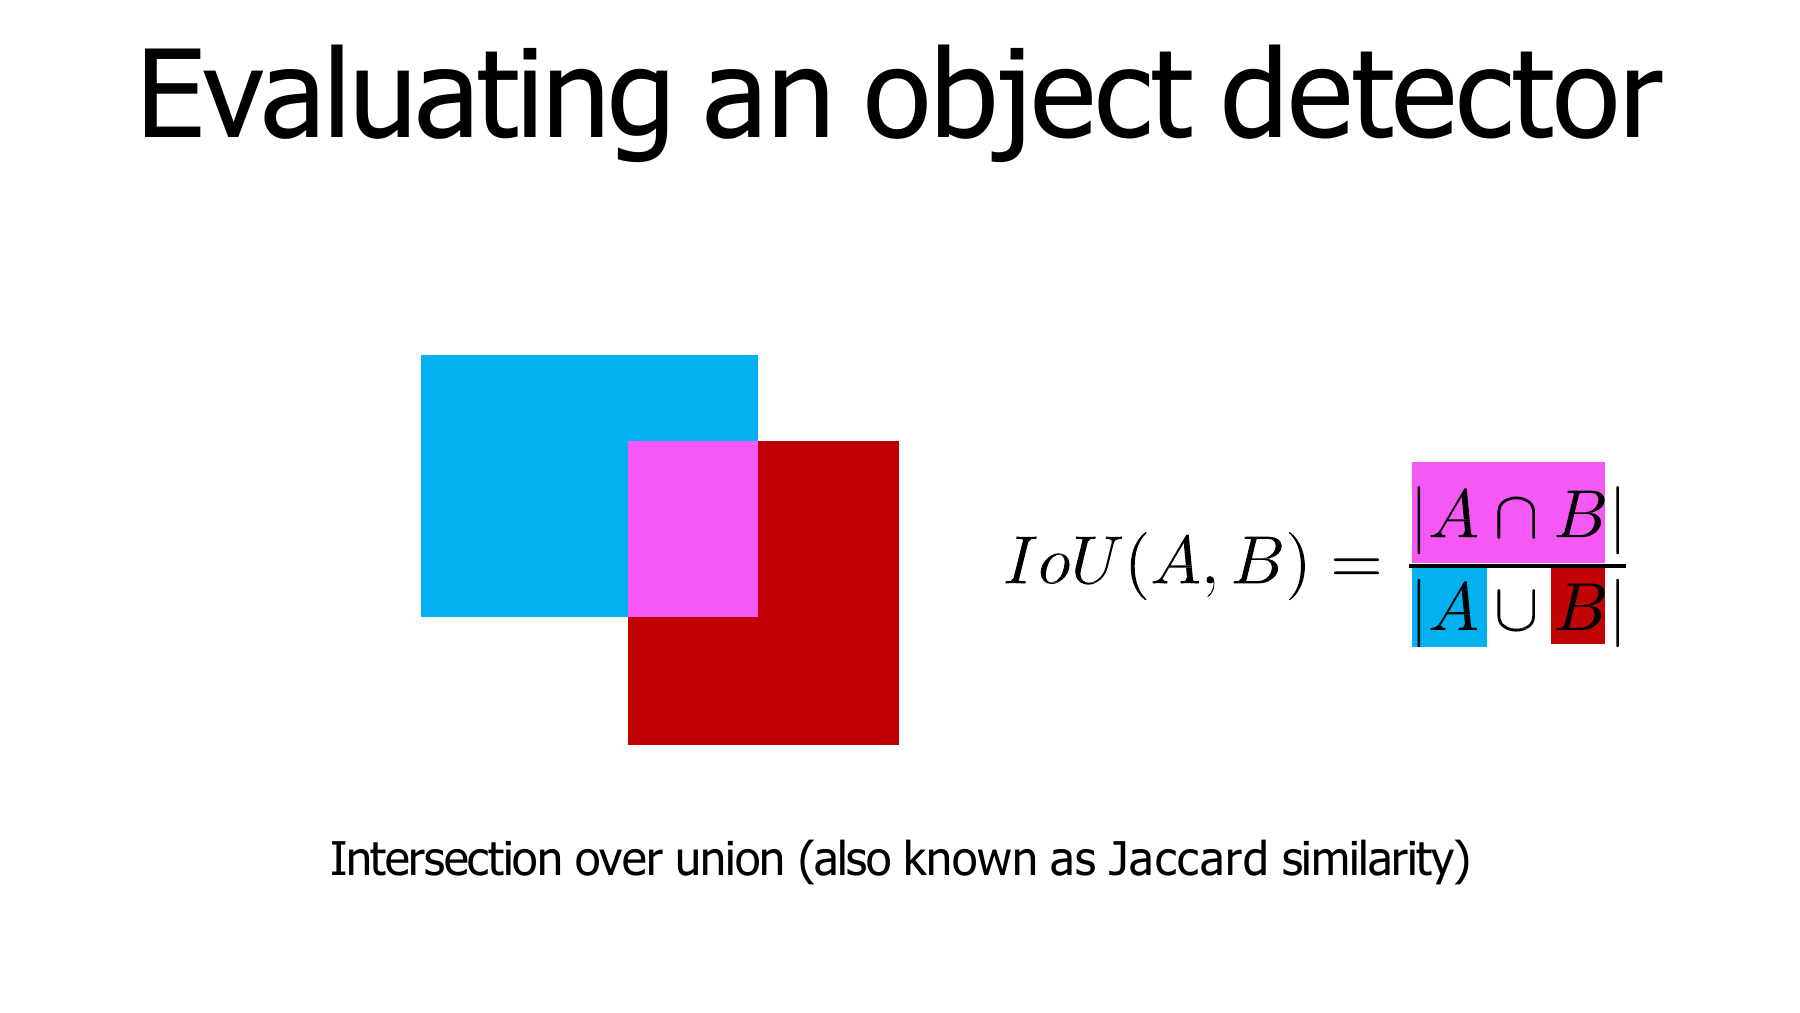 Evaluating an object detector
IoU(A, B) = |A ∩ B| / |A ∪ B|
Intersection over union (also known as Jaccard similarity)